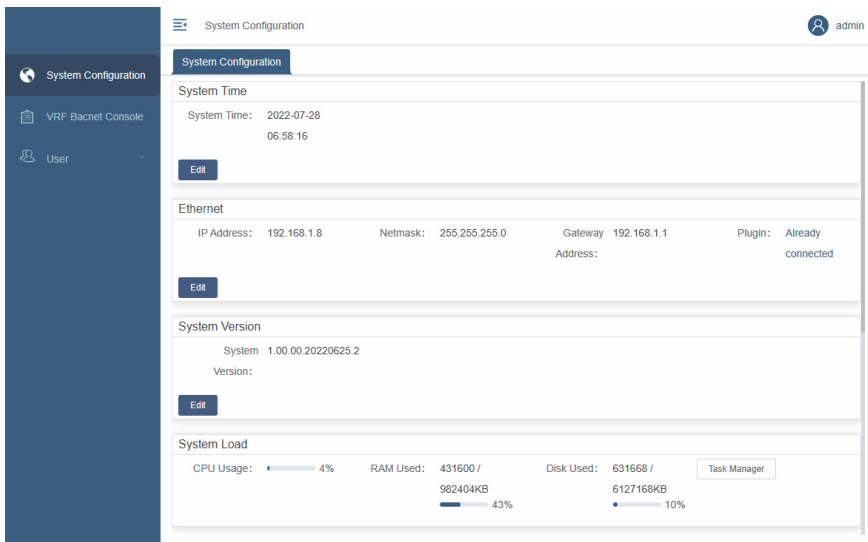 System Configuration
admin
System Configuration
VRF Bacnet Console
User
System Configuration
System Time
System Time: 2022-07-28
06:58:16
Edit
Ethernet
IP Address: 192.168.1.8 Netmask: 255.255.255.0 Gateway 192.168.1.1 Plugin: Already
Address: connected
Edit
System Version
System 1.00.00.20220625.2
Version:
Edit
System Load
CPU Usage: 4% RAM Used: 431600 / Disk Used: 631668 / Task Manager
982404KB 6127168KB
43% 10%